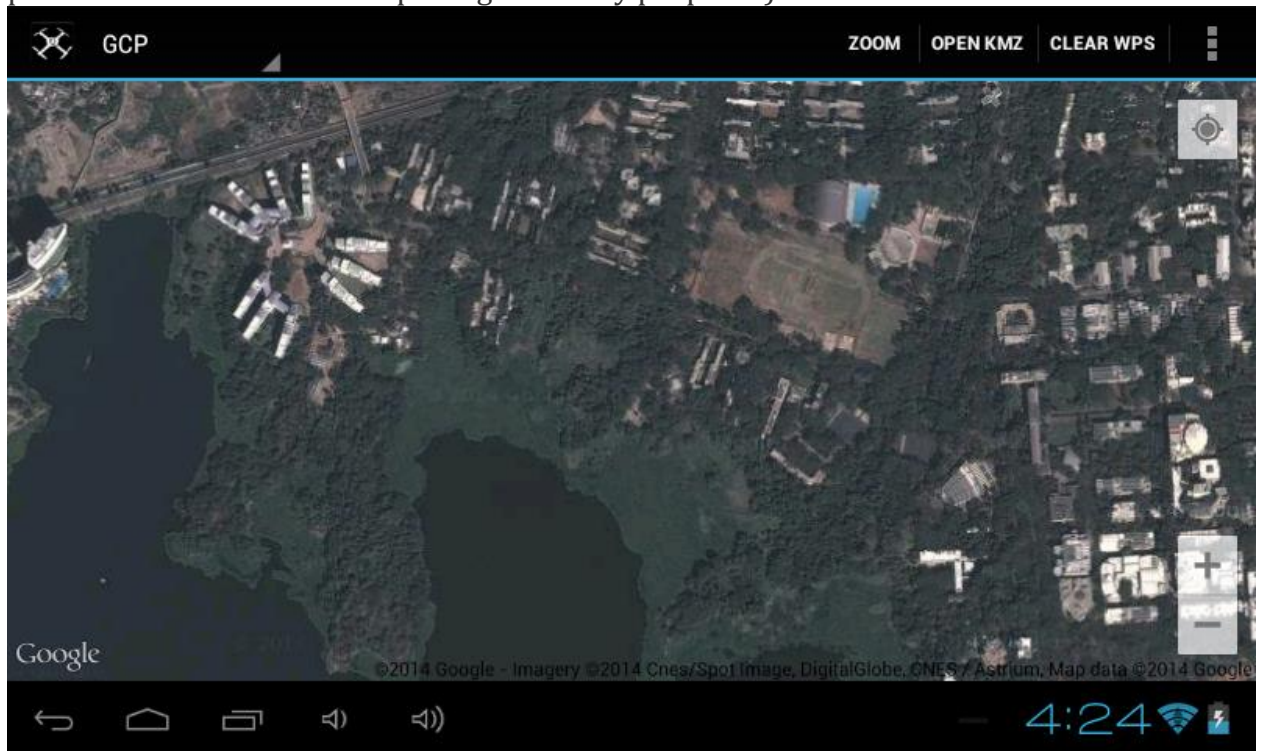 GCP
ZOOM OPEN KMZ CLEAR WPS
Google
©2014 Google - Imagery ©2014 Cnes/Spot Image, DigitalGlobe, CNES / Astrium, Map data ©2014 Google
4:24